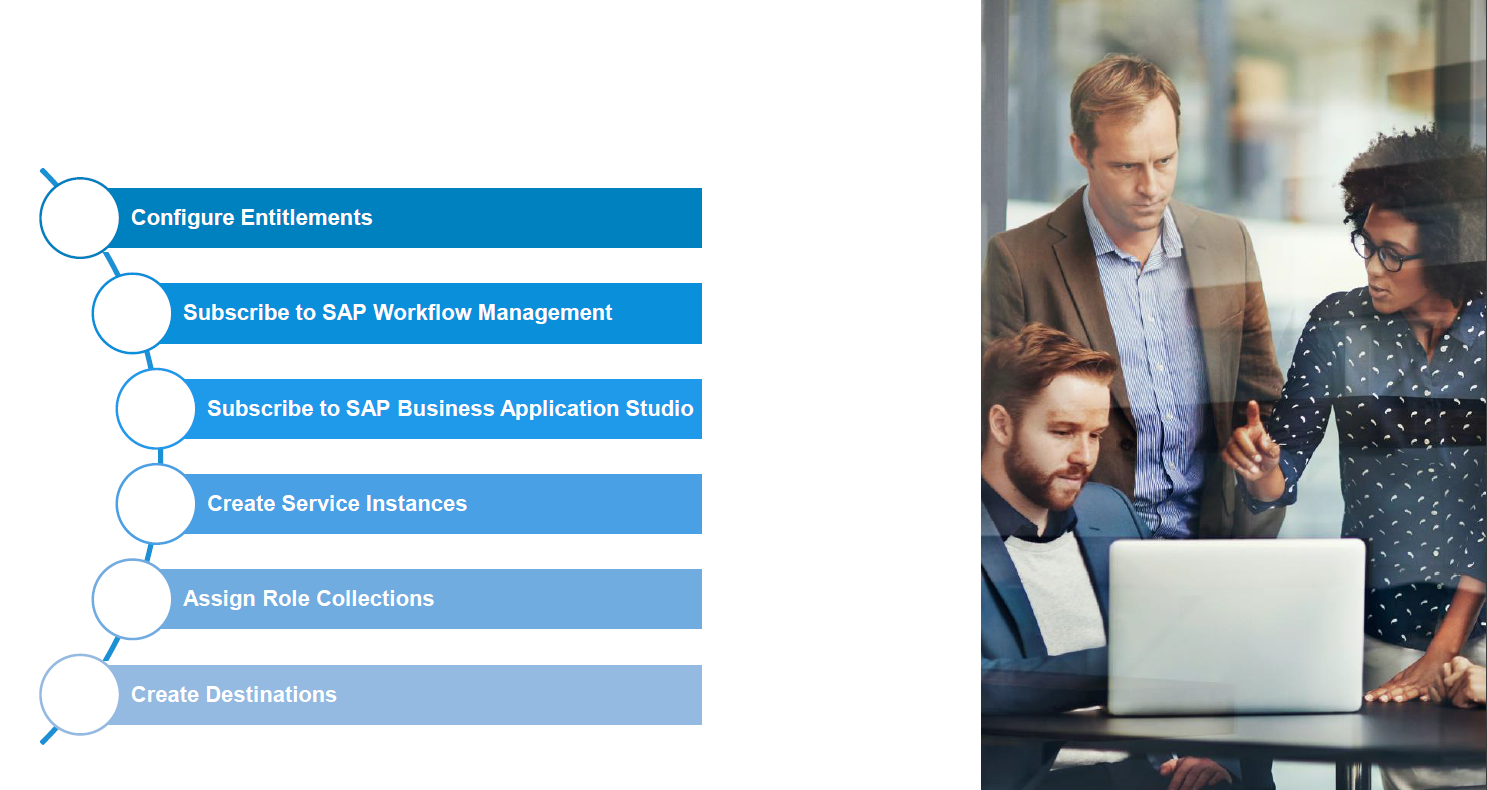 Configure Entitlements
Subscribe to SAP Workflow Management
Subscribe to SAP Business Application Studio
Create Service Instances
Assign Role Collections
Create Destinations